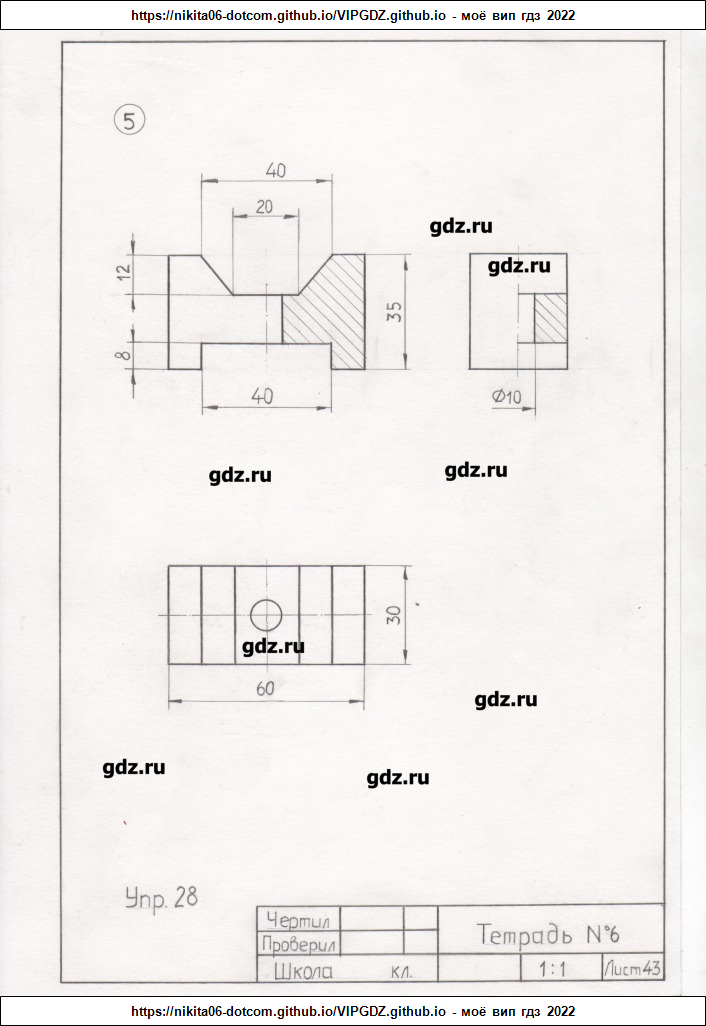 https://nikita06-dotcom.github.io/VIPGDZ.github.io - моё вип гдз 2022
5
40
20
gdz.ru
gdz.ru
12
35
8
40
Ø10
gdz.ru
gdz.ru
30
gdz.ru
60
gdz.ru
gdz.ru
gdz.ru
Упр. 28
Чертил
Проверил
Тетрадь №6
Школа кл.
1:1
Лист 43
https://nikita06-dotcom.github.io/VIPGDZ.github.io - моё вип гдз 2022